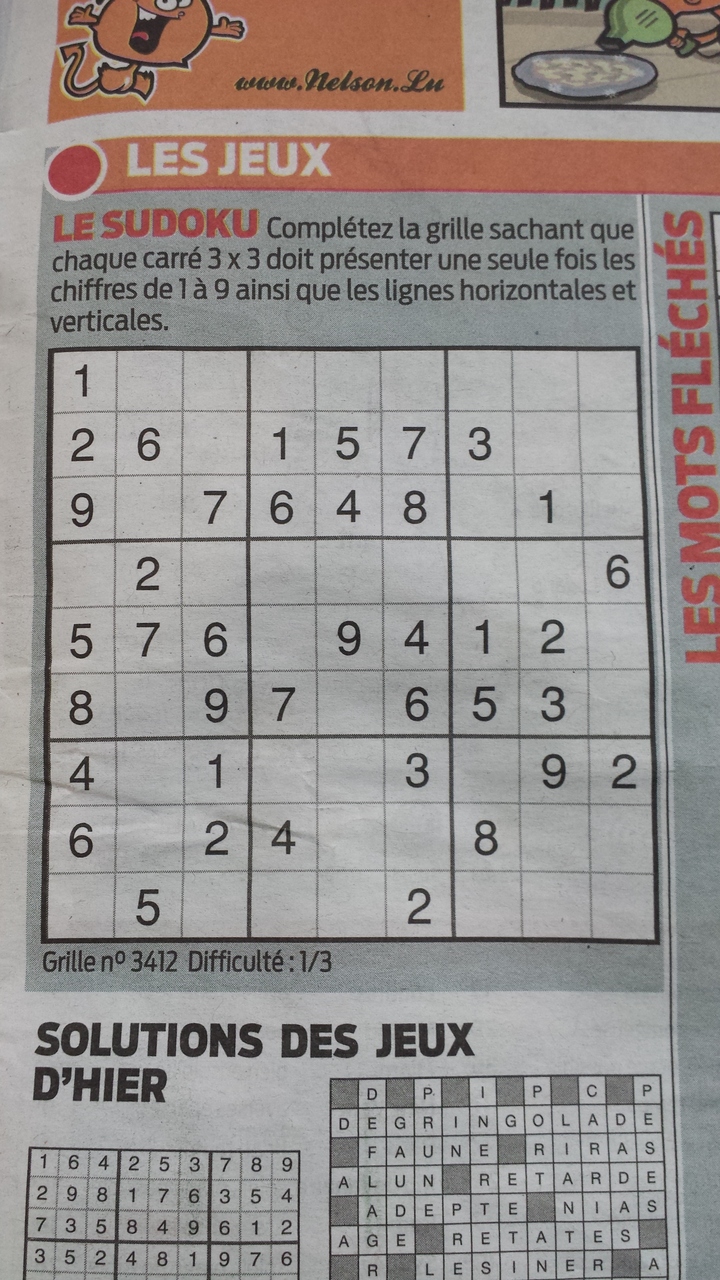 www.Nelson.Lu
LES JEUX
LE SUDOKU Complétez la grille sachant que
chaque carré 3 x 3 doit présenter une seule fois les
chiffres de 1 à 9 ainsi que les lignes horizontales et
verticales.
LES MOTS FLÉCHÉS
1
2 6 1 5 7 3
9 7 6 4 8 1
2 6
5 7 6 9 4 1 2
8 9 7 6 5 3
4 1 3 9 2
6 2 4 8
5 2
Grille nº 3412 Difficulté : 1/3
SOLUTIONS DES JEUX
D'HIER
1 6 4 2 5 3 7 8 9
2 9 8 1 7 6 3 5 4
7 3 5 8 4 9 6 1 2
3 5 2 4 8 1 9 7 6
D P I P C P
D E G R I N G O L A D E
F A U N E R I R A S
A L U N R E T A R D E
A D E P T E N I A S
A G E R E T A T E S
R L E S I N E R A